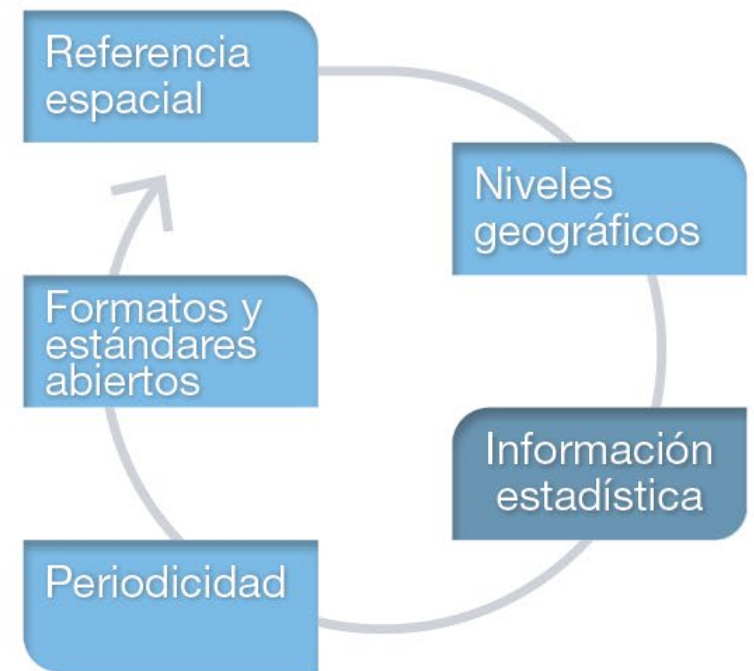 Referencia
espacial
Niveles
geográficos
Información
estadística
Periodicidad
Formatos y
estándares
abiertos